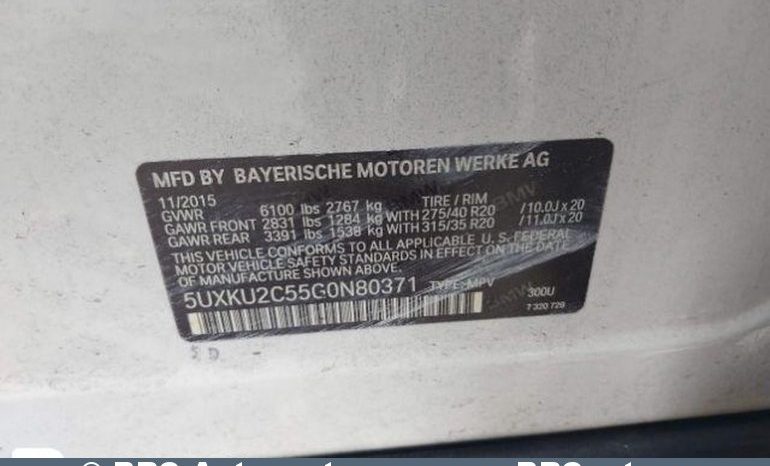 MFD BY BAYERISCHE MOTOREN WERKE AG
11/2015 TIRE / RIM
GVWR 6100 lbs 2767 kg
GAWR FRONT 2831 lbs 1284 kg WITH 275/40 R20 / 10.0J x 20
GAWR REAR 3391 lbs 1538 kg WITH 315/35 R20 / 11.0J x 20
THIS VEHICLE CONFORMS TO ALL APPLICABLE U.S. FEDERAL
MOTOR VEHICLE SAFETY STANDARDS IN EFFECT ON THE DATE
OF MANUFACTURE SHOWN ABOVE.
5UXKU2C55G0N80371 TYPE: MPV 300U
7 320 729